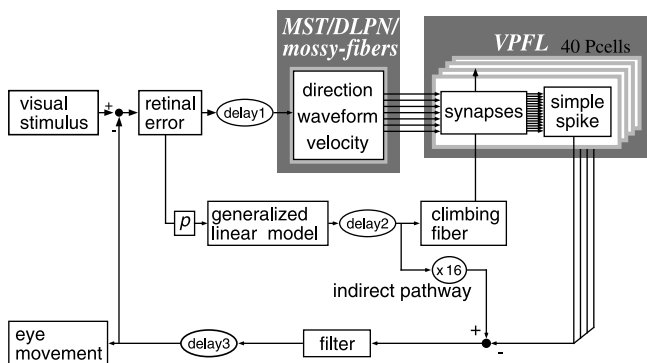 MST/DLPN/
mossy-fibers
VPFL 40 Pcells
visual
stimulus
+
-
retinal
error
delay1
direction
waveform
velocity
synapses
simple
spike
p
generalized
linear model
delay2
climbing
fiber
x 16
indirect pathway
+
-
eye
movement
delay3
filter